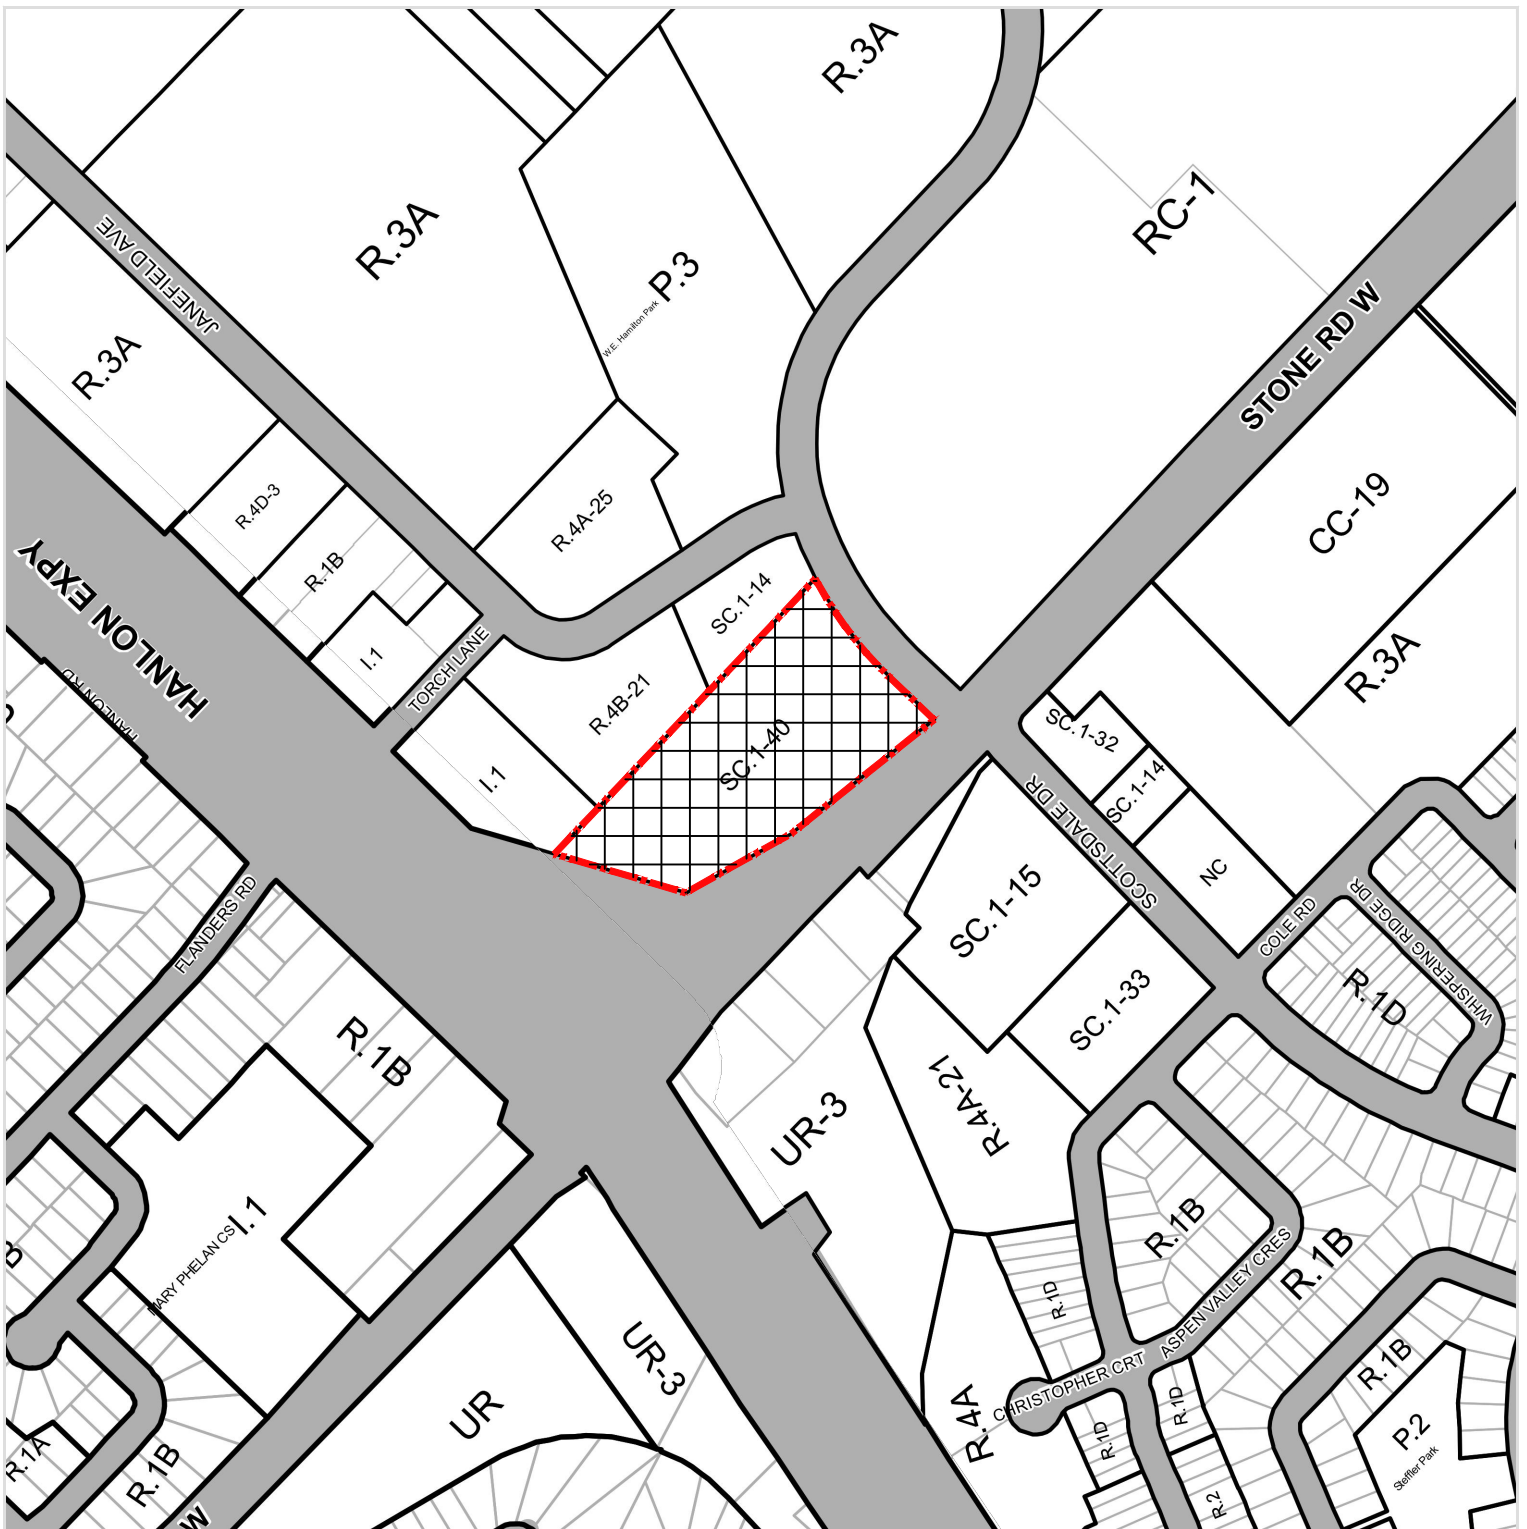 R.3A
R.3A
RC-1
JANEFIELD AVE
P.3
W.E. Hamilton Park
R.3A
STONE RD W
R.4D-3
R.4A-25
CC-19
R.1B
HANLON EXPY
SC.1-14
I.1
TORCH LANE
R.3A
HANLON RD
R.4B-21
SC.1-32
SC.1-40
I.1
SC.1-14
SCOTTSDALE DR
NC
FLANDERS RD
SC.1-15
COLE RD
WHISPERING RIDGE DR
R.1D
SC.1-33
R.1B
UR-3
R.4A-21
I.1
MARY PHELAN CS
B
R.1B
R.1B
R.1D
ASPEN VALLEY CRES
UR-3
CHRISTOPHER CRT
R.1B
UR
R.4A
R.1D
R.1D
P.2
Steffler Park
R.1A
R.1B
R.2
W